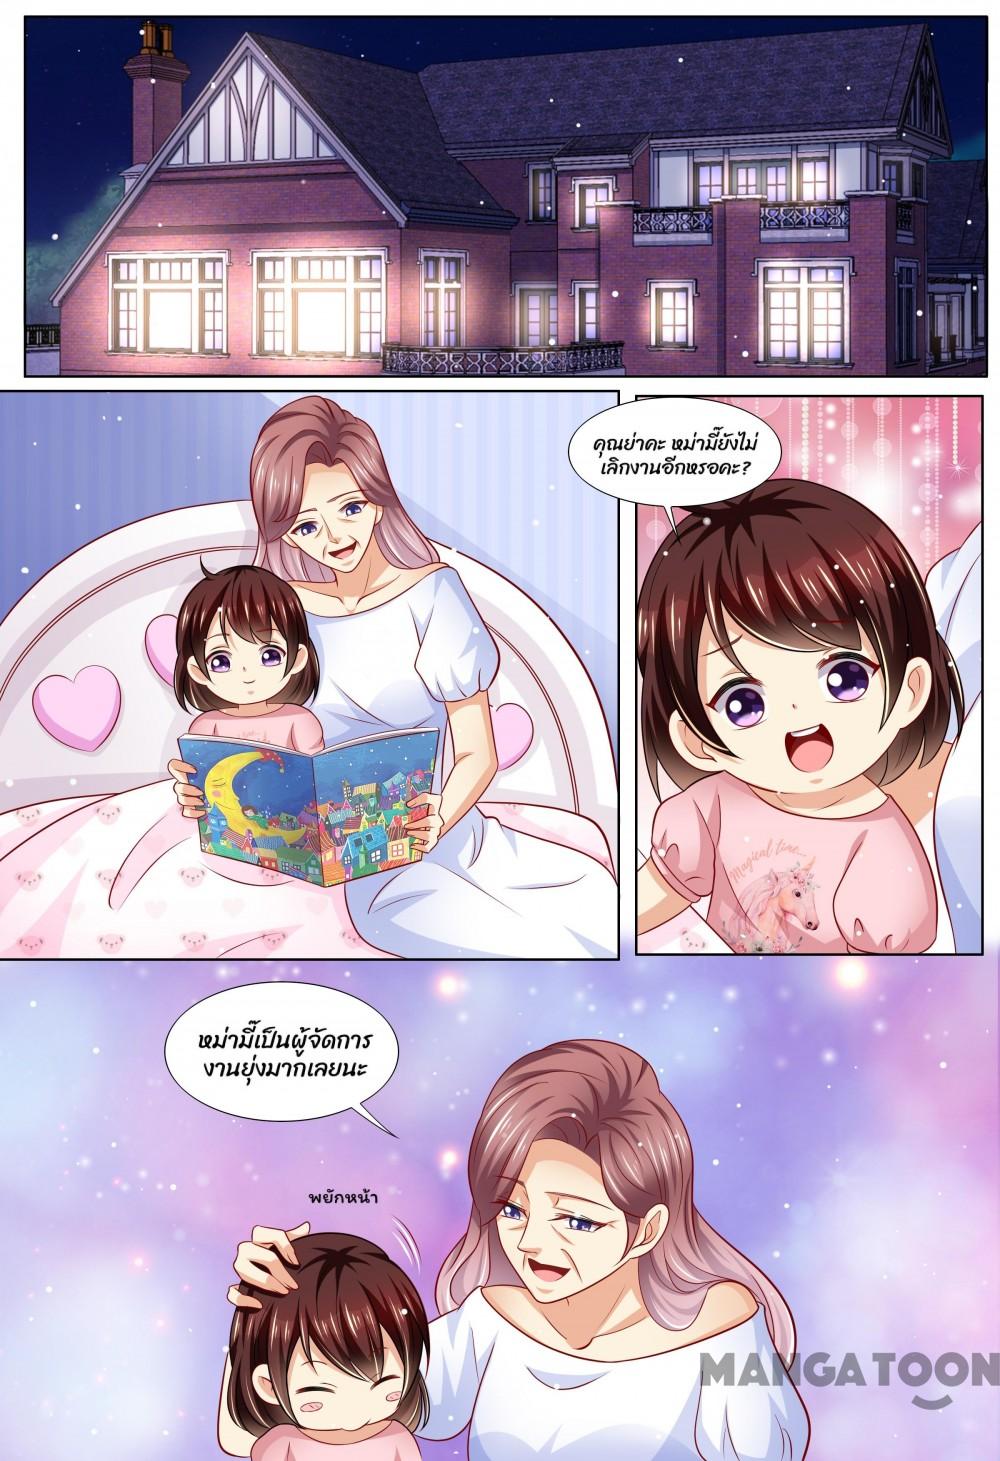 คุณย่าคะ หม่ามี๊ยังไม่
เลิกงานอีกหรอคะ?
Magical time...
หม่ามี๊เป็นผู้จัดการ
งานยุ่งมากเลยนะ
พยักหน้า
MANGATOON